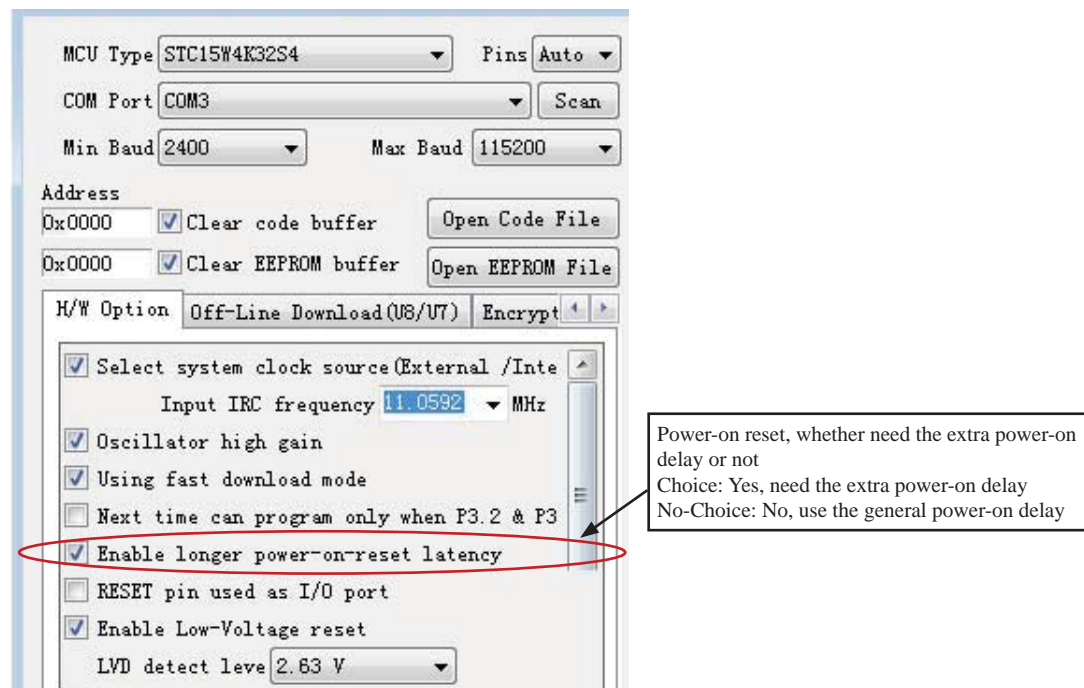 MCU Type STC15W4K32S4 Pins Auto
COM Port COM3 Scan
Min Baud 2400 Max Baud 115200
Address
0x0000 Clear code buffer Open Code File
0x0000 Clear EEPROM buffer Open EEPROM File
H/W Option Off-Line Download(U8/U7) Encrypt
Select system clock source(External /Inte
Input IRC frequency 11.0592 MHz
Oscillator high gain
Using fast download mode
Next time can program only when P3.2 & P3
Enable longer power-on-reset latency
RESET pin used as I/O port
Enable Low-Voltage reset
LVD detect leve 2.63 V
Power-on reset, whether need the extra power-on
delay or not
Choice: Yes, need the extra power-on delay
No-Choice: No, use the general power-on delay